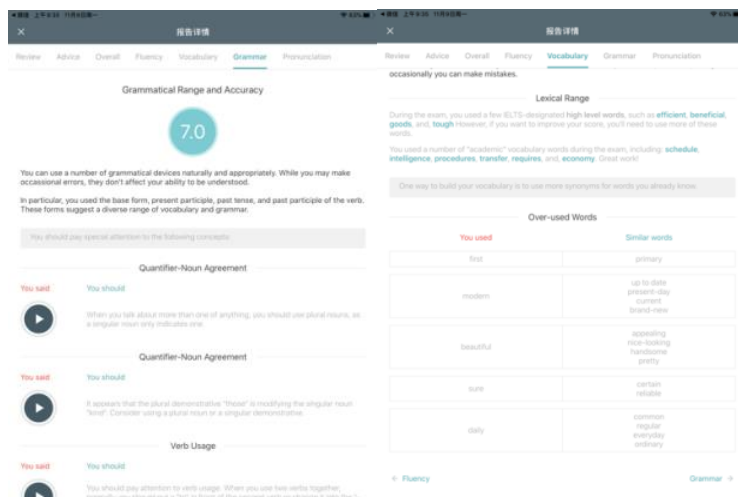 报告详情
Review Advice Overall Fluency Vocabulary Grammar Pronunciation
Grammatical Range and Accuracy
7.0
You can use a number of grammatical devices naturally and appropriately. While you may make
occassional errors, they don't affect your ability to be understood.
In particular, you used the base form, present participle, past tense, and past participle of the verb.
These forms suggest a diverse range of vocabulary and grammar.
You should pay special attention to the following concepts:
Quantifier-Noun Agreement
You said You should
When you talk about more than one of anything, you should use plural nouns, as
a singular noun only indicates one.
Quantifier-Noun Agreement
You said You should
It appears that the plural demonstrative "these" is modifying the singular noun
"kind". Consider using a plural noun or a singular demonstrative.
Verb Usage
You said You should
You should pay attention to verb usage. When you use two verbs together,
报告详情
Review Advice Overall Fluency Vocabulary Grammar Pronunciation
occasionally you can make mistakes.
Lexical Range
During the exam, you used a few IELTS-designated high level words, such as efficient, beneficial,
goods, and, tough However, if you want to improve your score, you'll need to use more of these
words.
You used a number of "academic" vocabulary words during the exam, including: schedule,
intelligence, procedures, transfer, requires, and, economy. Great work!
One way to build your vocabulary is to use more synonyms for words you already know.
Over-used Words
You used Similar words
first primary
modern
up to date
present-day
current
brand-new
beautiful
appealing
nice-looking
handsome
pretty
sure
certain
reliable
daily
common
regular
everyday
ordinary
← Fluency Grammar →